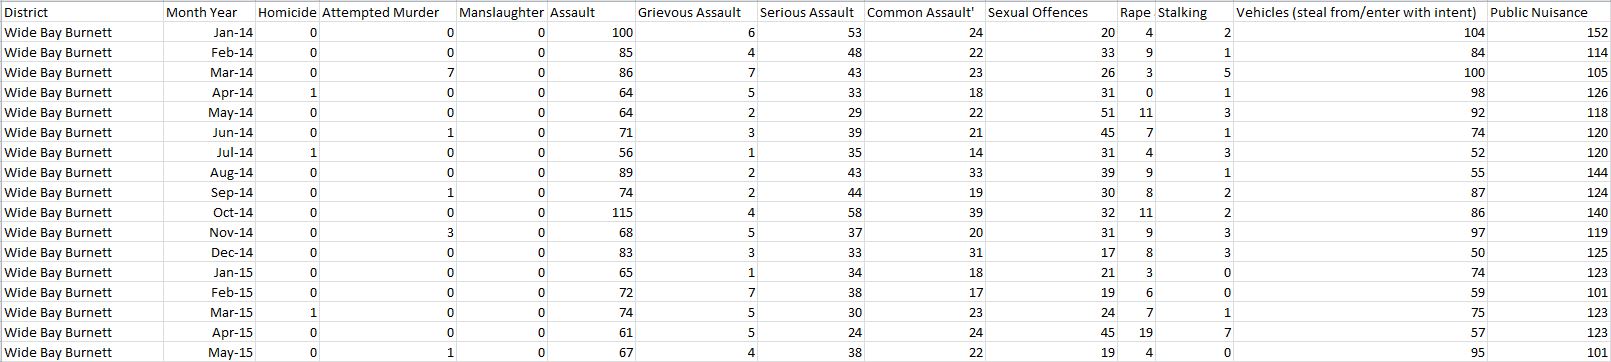 District Month Year Homicide Attempted Murder Manslaughter Assault Grievous Assault Serious Assault Common Assault' Sexual Offences Rape Stalking Vehicles (steal from/enter with intent) Public Nuisance
Wide Bay Burnett Jan-14 0 0 0 100 6 53 24 20 4 2 104 152
Wide Bay Burnett Feb-14 0 0 0 85 4 48 22 33 9 1 84 114
Wide Bay Burnett Mar-14 0 7 0 86 7 43 23 26 3 5 100 105
Wide Bay Burnett Apr-14 1 0 0 64 5 33 18 31 0 1 98 126
Wide Bay Burnett May-14 0 0 0 64 2 29 22 51 11 3 92 118
Wide Bay Burnett Jun-14 0 1 0 71 3 39 21 45 7 1 74 120
Wide Bay Burnett Jul-14 1 0 0 56 1 35 14 31 4 3 52 120
Wide Bay Burnett Aug-14 0 0 0 89 2 43 33 39 9 1 55 144
Wide Bay Burnett Sep-14 0 1 0 74 2 44 19 30 8 2 87 124
Wide Bay Burnett Oct-14 0 0 0 115 4 58 39 32 11 2 86 140
Wide Bay Burnett Nov-14 0 3 0 68 5 37 20 31 9 3 97 119
Wide Bay Burnett Dec-14 0 0 0 83 3 33 31 17 8 3 50 125
Wide Bay Burnett Jan-15 0 0 0 65 1 34 18 21 3 0 74 123
Wide Bay Burnett Feb-15 0 0 0 72 7 38 17 19 6 0 59 101
Wide Bay Burnett Mar-15 1 0 0 74 5 30 23 24 7 1 75 123
Wide Bay Burnett Apr-15 0 0 0 61 5 24 24 45 19 7 57 123
Wide Bay Burnett May-15 0 1 0 67 4 38 22 19 4 0 95 101